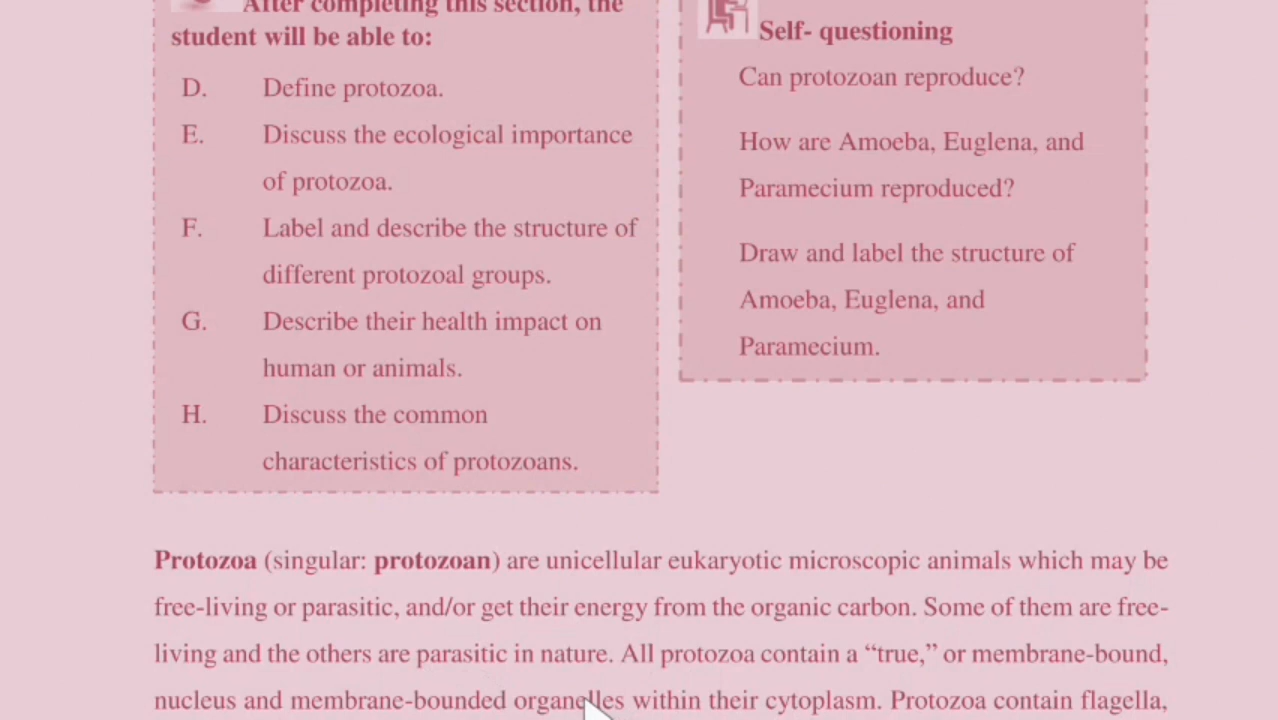 After completing this section, the
student will be able to:
D. Define protozoa.
E. Discuss the ecological importance
of protozoa.
F. Label and describe the structure of
different protozoal groups.
G. Describe their health impact on
human or animals.
H. Discuss the common
characteristics of protozoans.
Self- questioning
Can protozoan reproduce?
How are Amoeba, Euglena, and
Paramecium reproduced?
Draw and label the structure of
Amoeba, Euglena, and
Paramecium.
Protozoa (singular: protozoan) are unicellular eukaryotic microscopic animals which may be
free-living or parasitic, and/or get their energy from the organic carbon. Some of them are free-
living and the others are parasitic in nature. All protozoa contain a “true,” or membrane-bound,
nucleus and membrane-bounded organelles within their cytoplasm. Protozoa contain flagella,